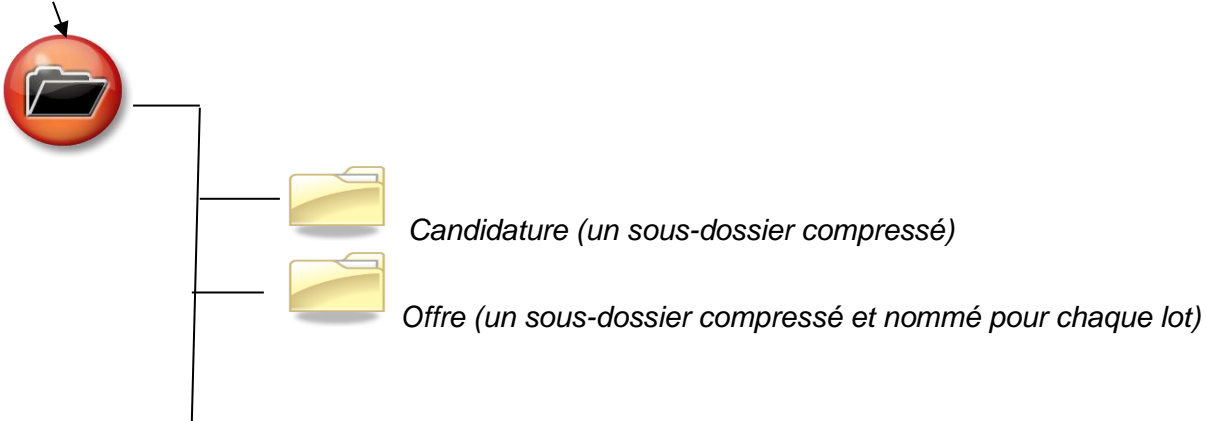 Candidature (un sous-dossier compressé)
Offre (un sous-dossier compressé et nommé pour chaque lot)